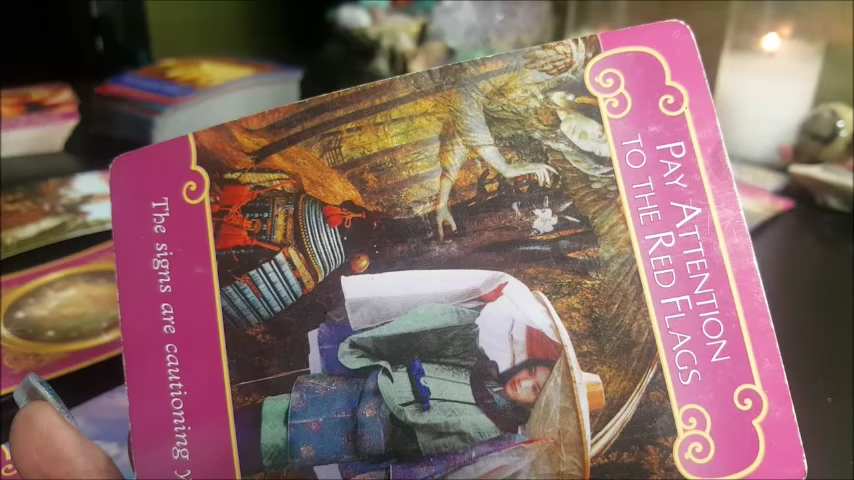 PAY ATTENTION
TO THE RED FLAGS
The signs are cautioning y